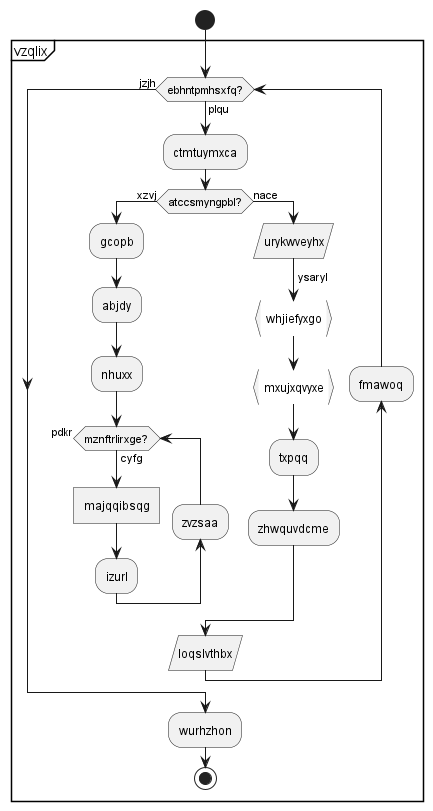 vzqlix
jzjh
ebhntpmhsxfq?
plqu
ctmtuymxca
xzvj
atccsmyngpbl?
nace
gcopb
urykwveyhx
ysaryl
abjdy
whjiefyxgo
nhuxx
mxujxqvyxe
fmawoq
pdkr
mznftrlirxge?
cyfg
txpqq
majqqibsqg
zvzsaa
zhwquvdcme
izurl
loqslvthbx
wurhzhon